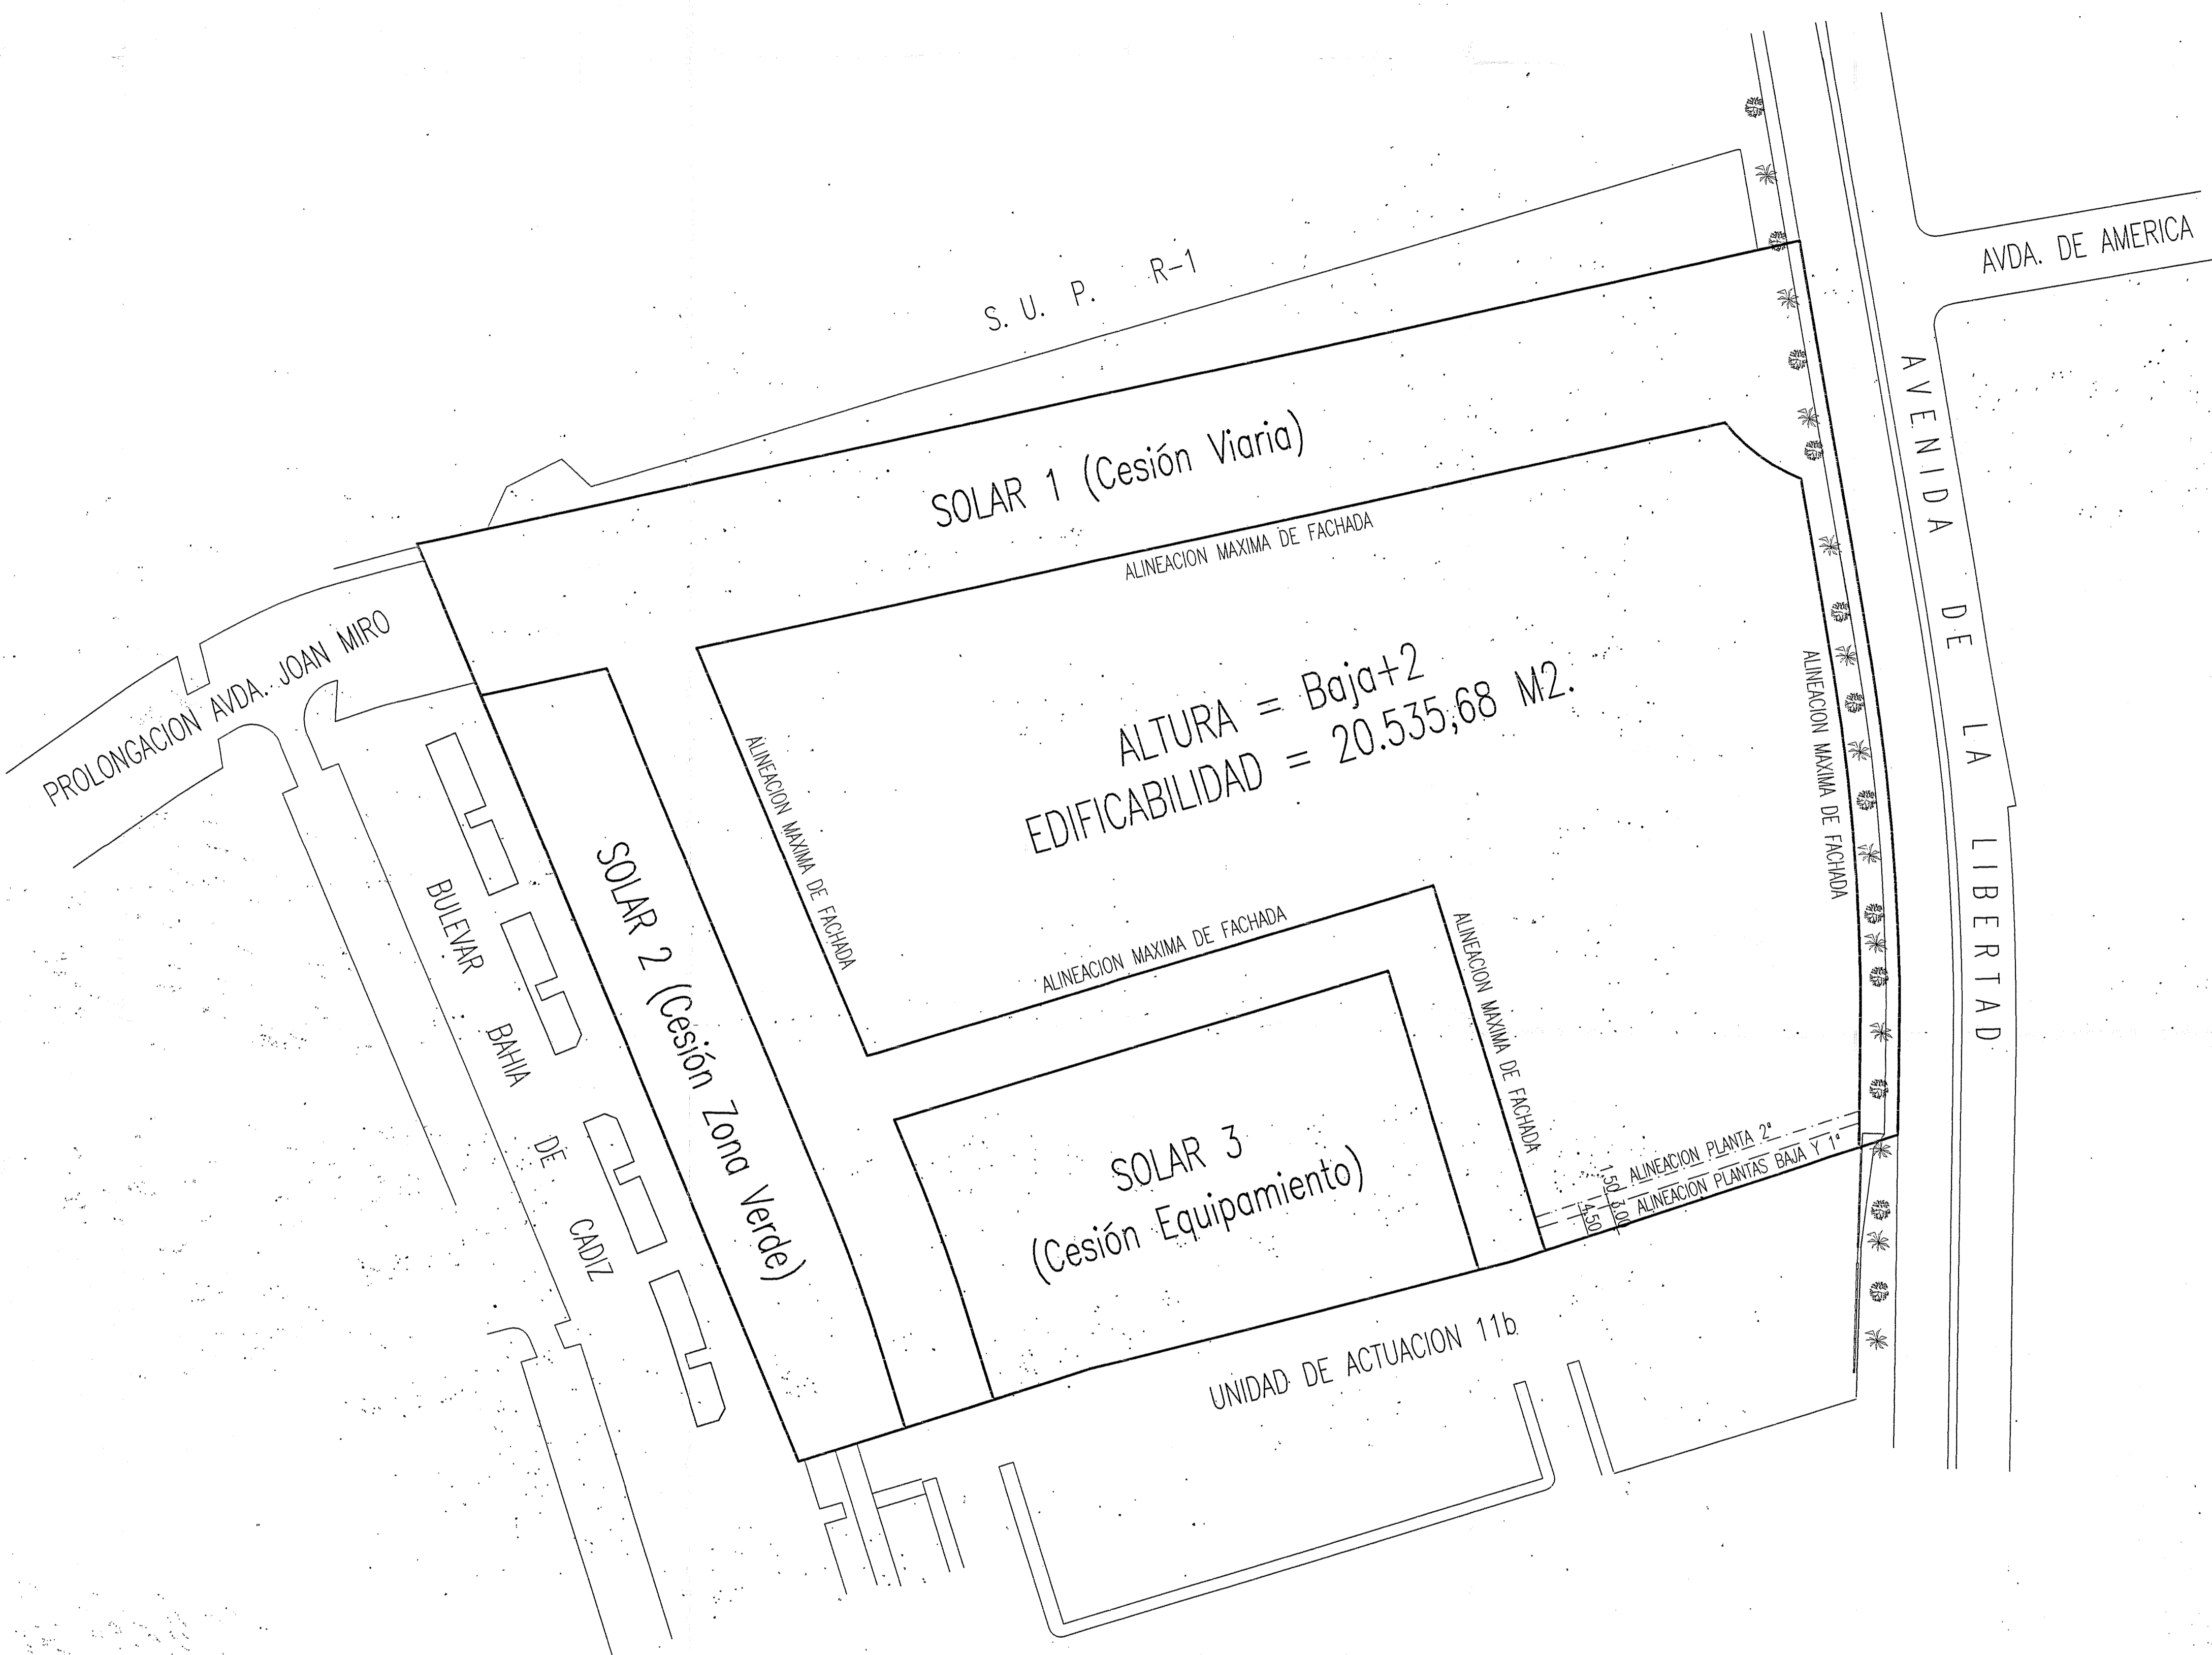 S. U. P. R-1
AVDA. DE AMERICA
SOLAR 1 (Cesión Viaria)
ALINEACION MAXIMA DE FACHADA
AVENIDA DE LA LIBERTAD
PROLONGACION AVDA. JOAN MIRO
ALTURA = Baja+2
EDIFICABILIDAD = 20.535,68 M2.
ALINEACION MAXIMA DE FACHADA
ALINEACION MAXIMA DE FACHADA
SOLAR 2 (Cesión Zona Verde)
BULEVAR BAHIA DE CADIZ
ALINEACION MAXIMA DE FACHADA
ALINEACION MAXIMA DE FACHADA
SOLAR 3
(Cesión Equipamiento)
ALINEACION PLANTA 2ª
ALINEACION PLANTAS BAJA Y 1ª
1.50
3.00
4.50
UNIDAD DE ACTUACION 11b